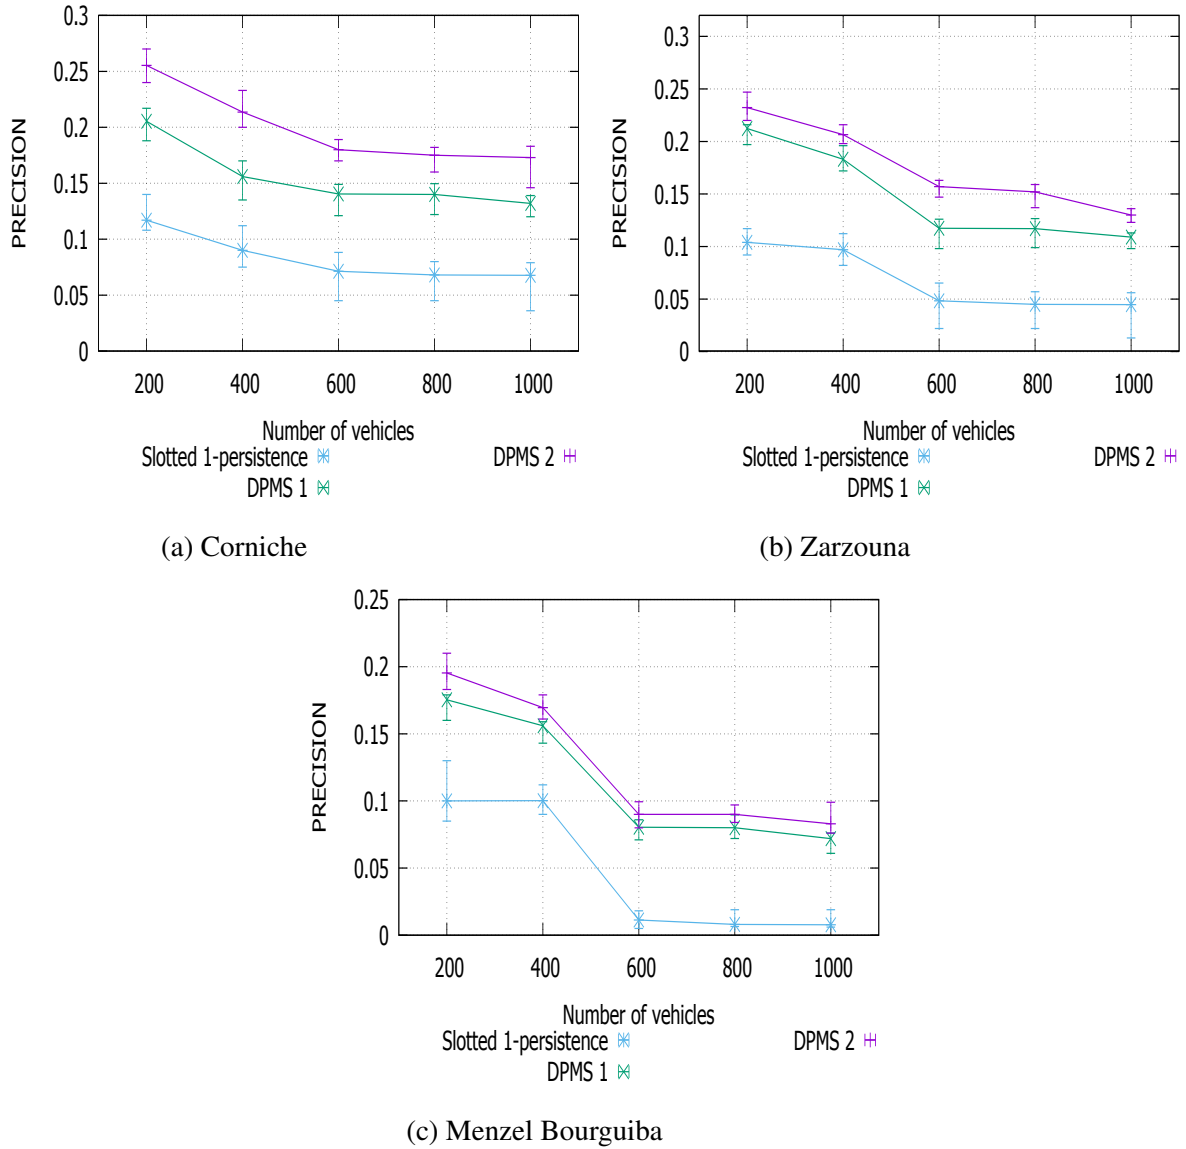 0.3
0.25
0.2
0.15
0.1
0.05
0
PRECISION
200 400 600 800 1000
Number of vehicles
Slotted 1-persistence DPMS 2
DPMS 1
(a) Corniche
0.3
0.25
0.2
0.15
0.1
0.05
0
PRECISION
200 400 600 800 1000
Number of vehicles
Slotted 1-persistence DPMS 2
DPMS 1
(b) Zarzouna
0.25
0.2
0.15
0.1
0.05
0
PRECISION
200 400 600 800 1000
Number of vehicles
Slotted 1-persistence DPMS 2
DPMS 1
(c) Menzel Bourguiba